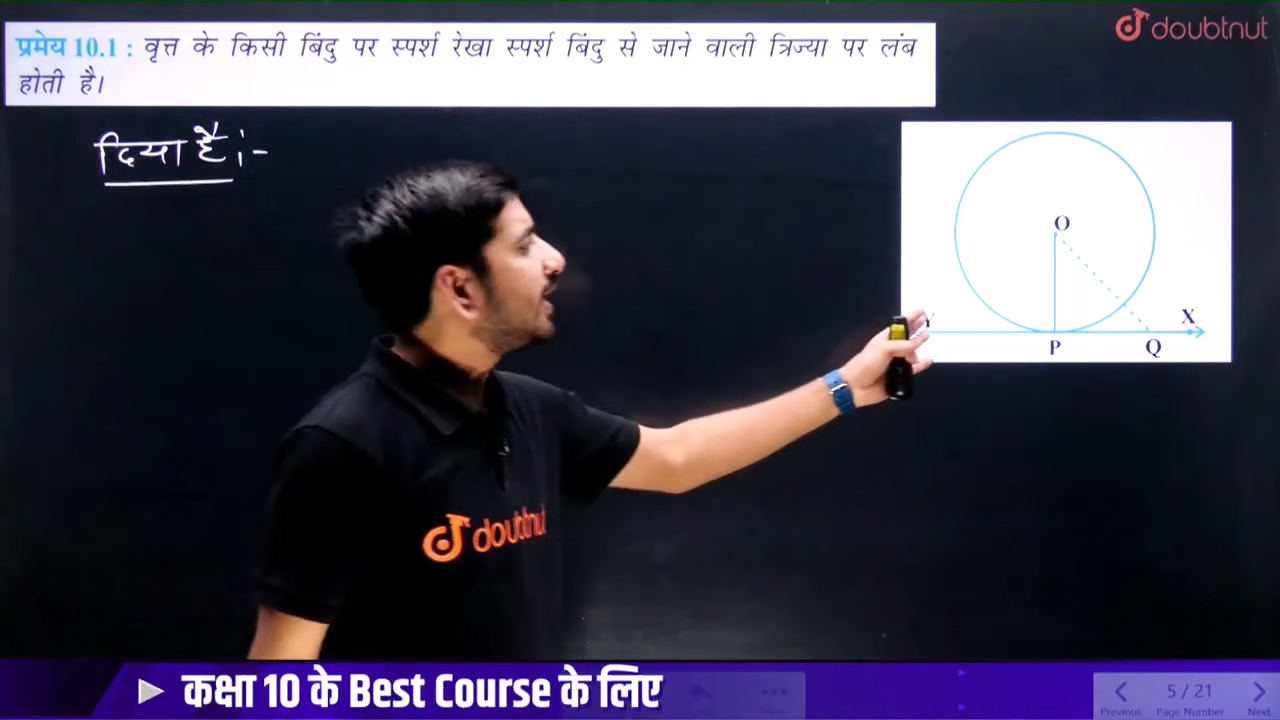 प्रमेय 10.1 : वृत्त के किसी बिंदु पर स्पर्श रेखा स्पर्श बिंदु से जाने वाली त्रिज्या पर लंब
होती है।
doubtnut
दिया है :-
O
Y
X
P
Q
doubtnut
कक्षा 10 के Best Course के लिए
5 / 21
Previous Page Number Next